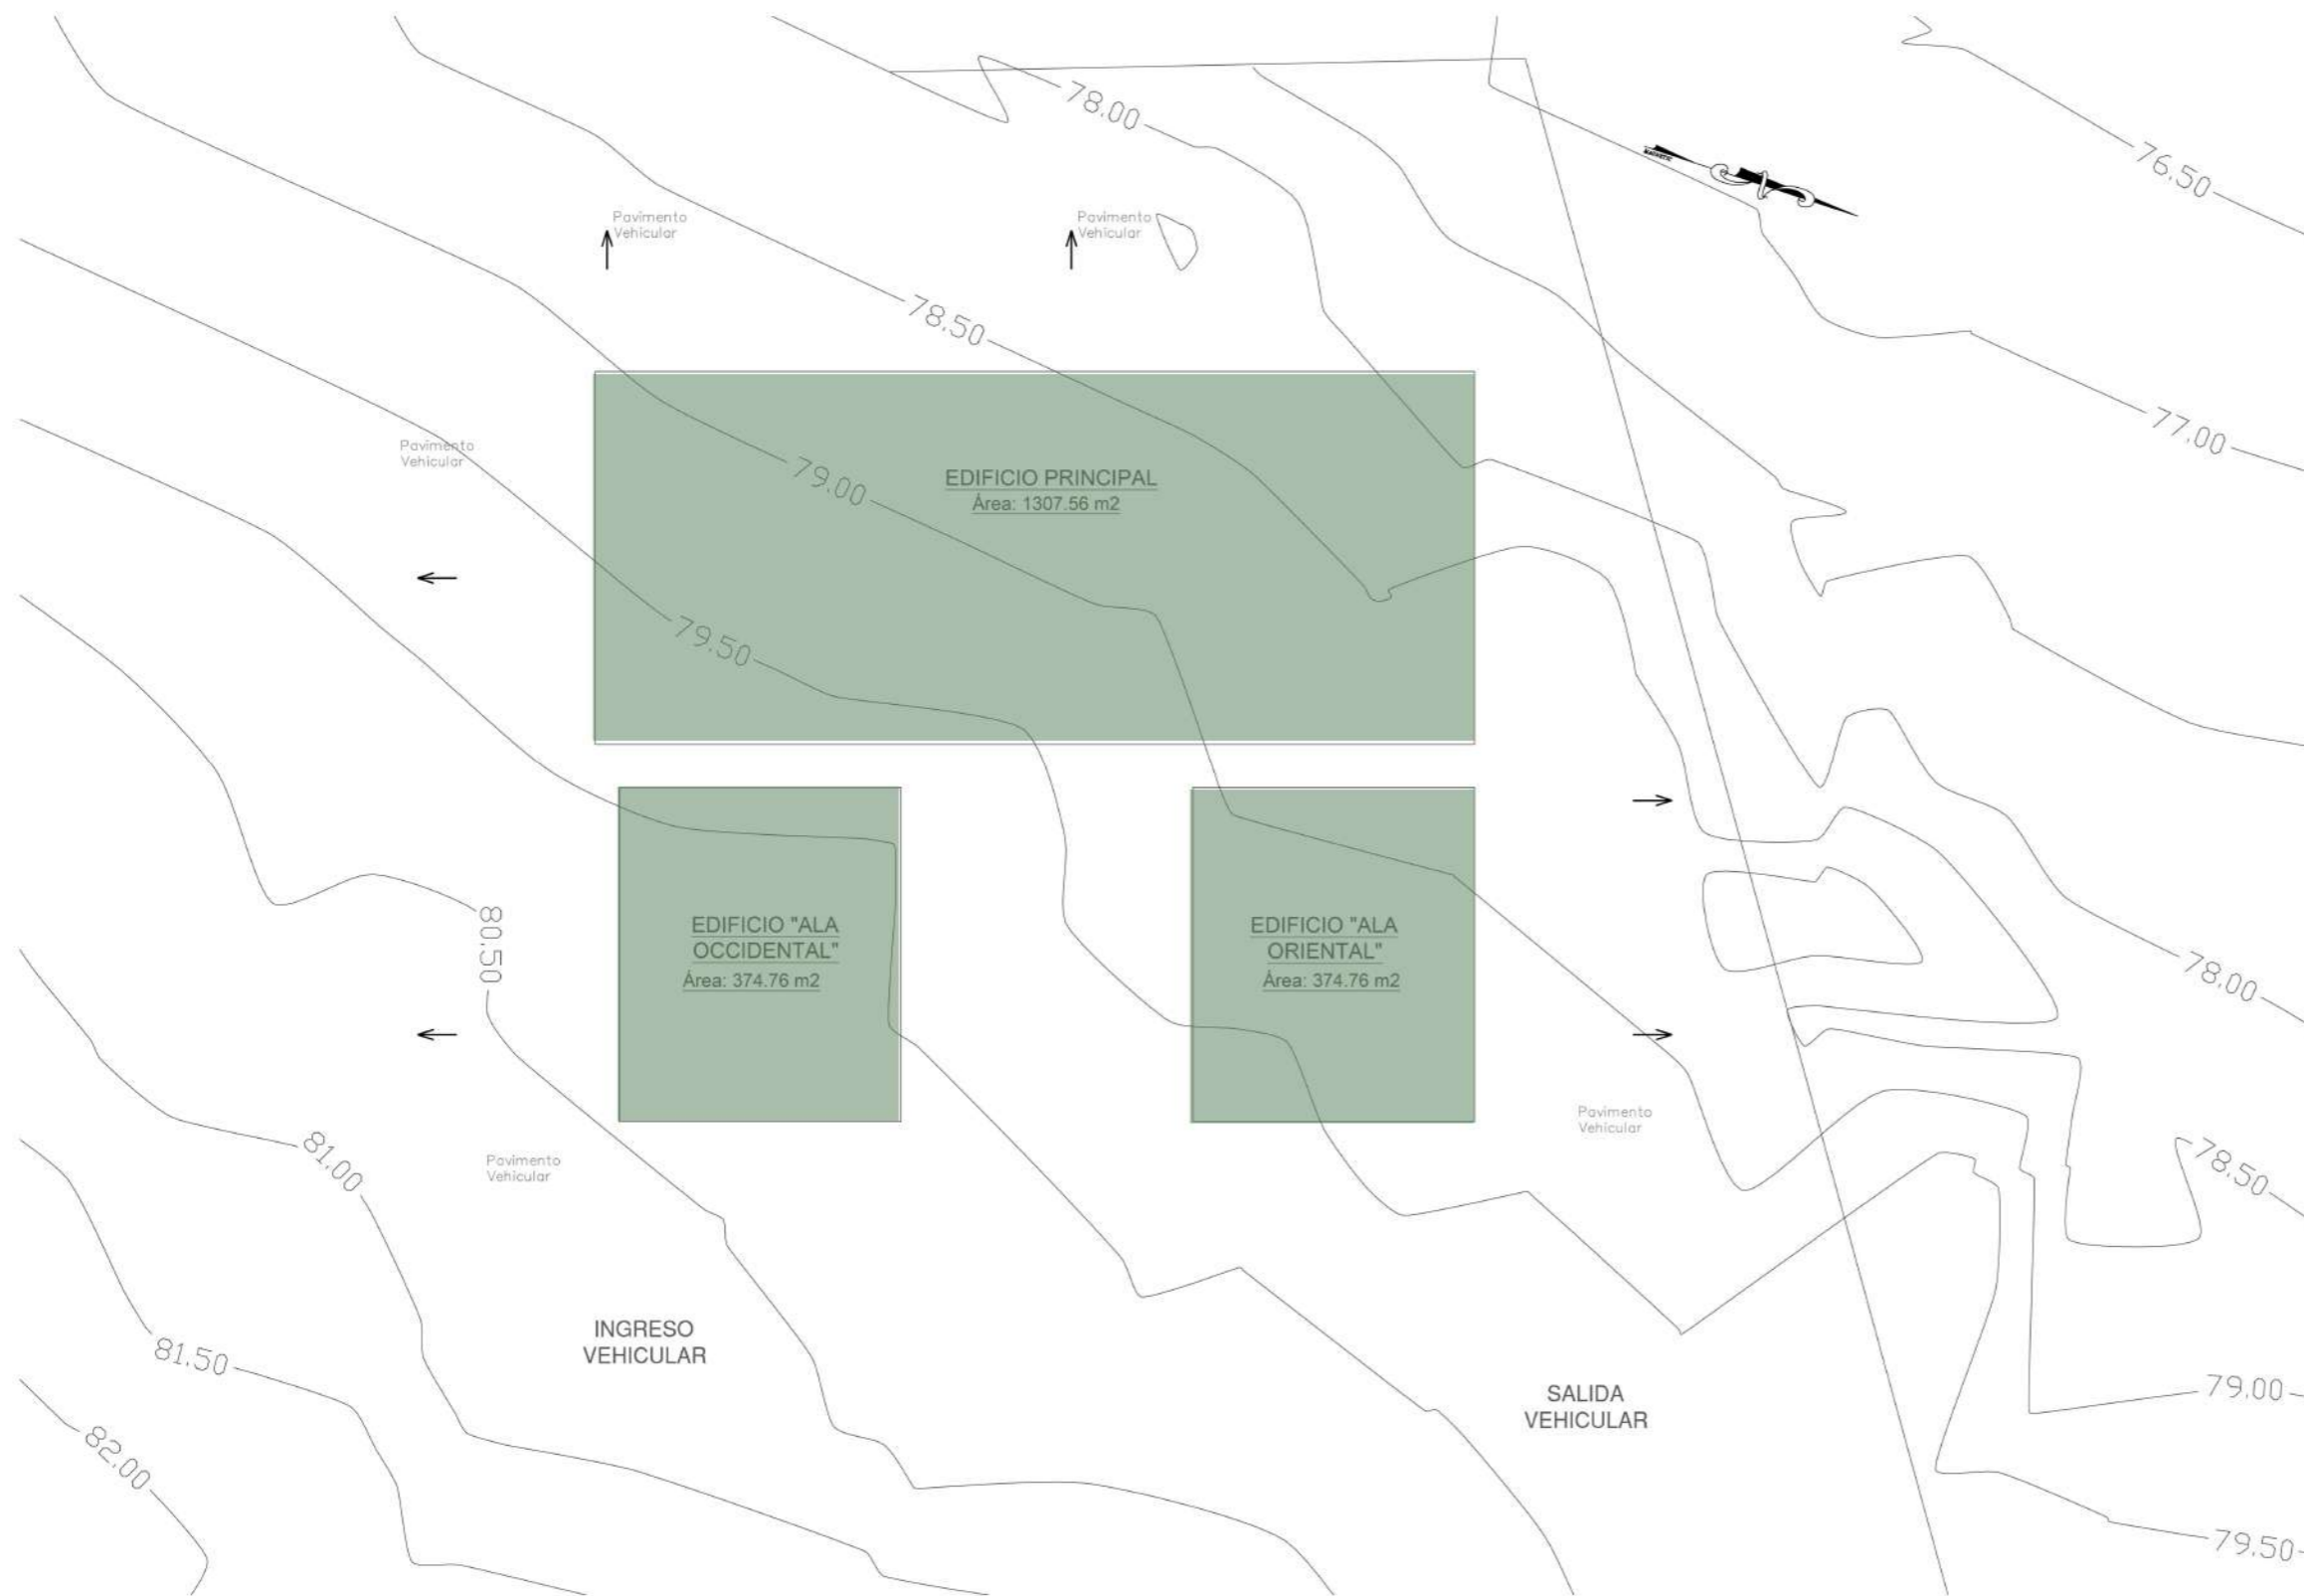 78.00
76.50
Pavimento
Vehicular
Pavimento
Vehicular
78.50
77.00
Pavimento
Vehicular
79.00
EDIFICIO PRINCIPAL
Área: 1307.56 m2
79.50
80.50
EDIFICIO "ALA
OCCIDENTAL"
Área: 374.76 m2
EDIFICIO "ALA
ORIENTAL"
Área: 374.76 m2
78.00
Pavimento
Vehicular
81.00
Pavimento
Vehicular
78.50
INGRESO
VEHICULAR
81.50
SALIDA
VEHICULAR
79.00
82.00
79.50